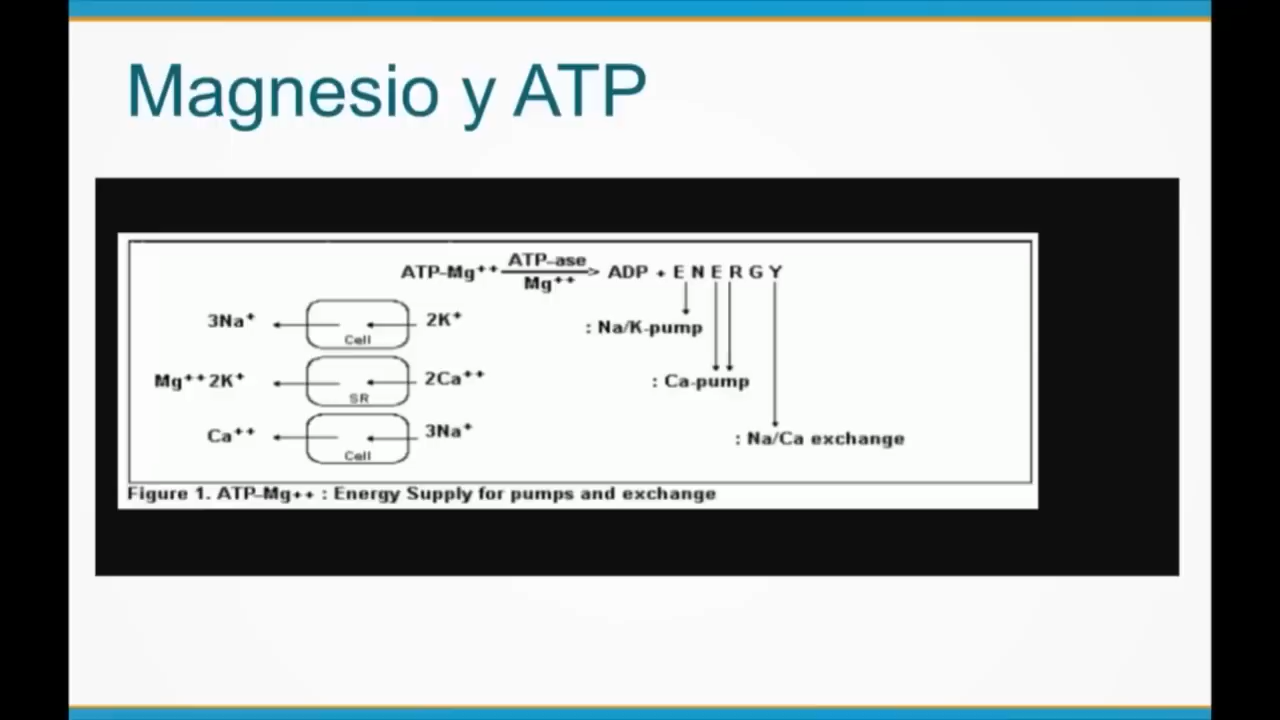 Magnesio y ATP
ATP-Mg++ ATP-ase > ADP + ENERGY
Mg++
3Na+ 2K+
Cell
: Na/K-pump
Mg++2K+ 2Ca++
SR
: Ca-pump
Ca++ 3Na+
Cell
: Na/Ca exchange
Figure 1. ATP-Mg++ : Energy Supply for pumps and exchange